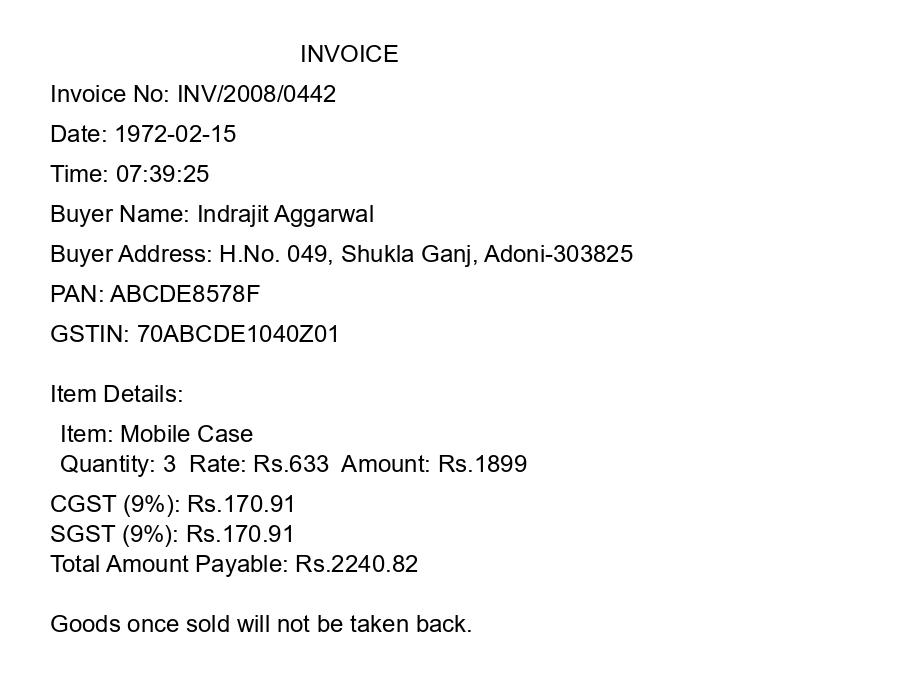 INVOICE
Invoice No: INV/2008/0442
Date: 1972-02-15
Time: 07:39:25
Buyer Name: Indrajit Aggarwal
Buyer Address: H.No. 049, Shukla Ganj, Adoni-303825
PAN: ABCDE8578F
GSTIN: 70ABCDE1040Z01
Item Details:
Item: Mobile Case
Quantity: 3  Rate: Rs.633  Amount: Rs.1899
CGST (9%): Rs.170.91
SGST (9%): Rs.170.91
Total Amount Payable: Rs.2240.82
Goods once sold will not be taken back.